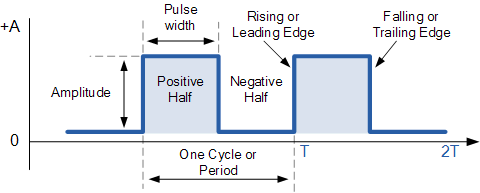 +A
Pulse
width
Rising or
Leading Edge
Falling or
Trailing Edge
Amplitude
Positive
Half
Negative
Half
0
One Cycle or
Period
T
2T